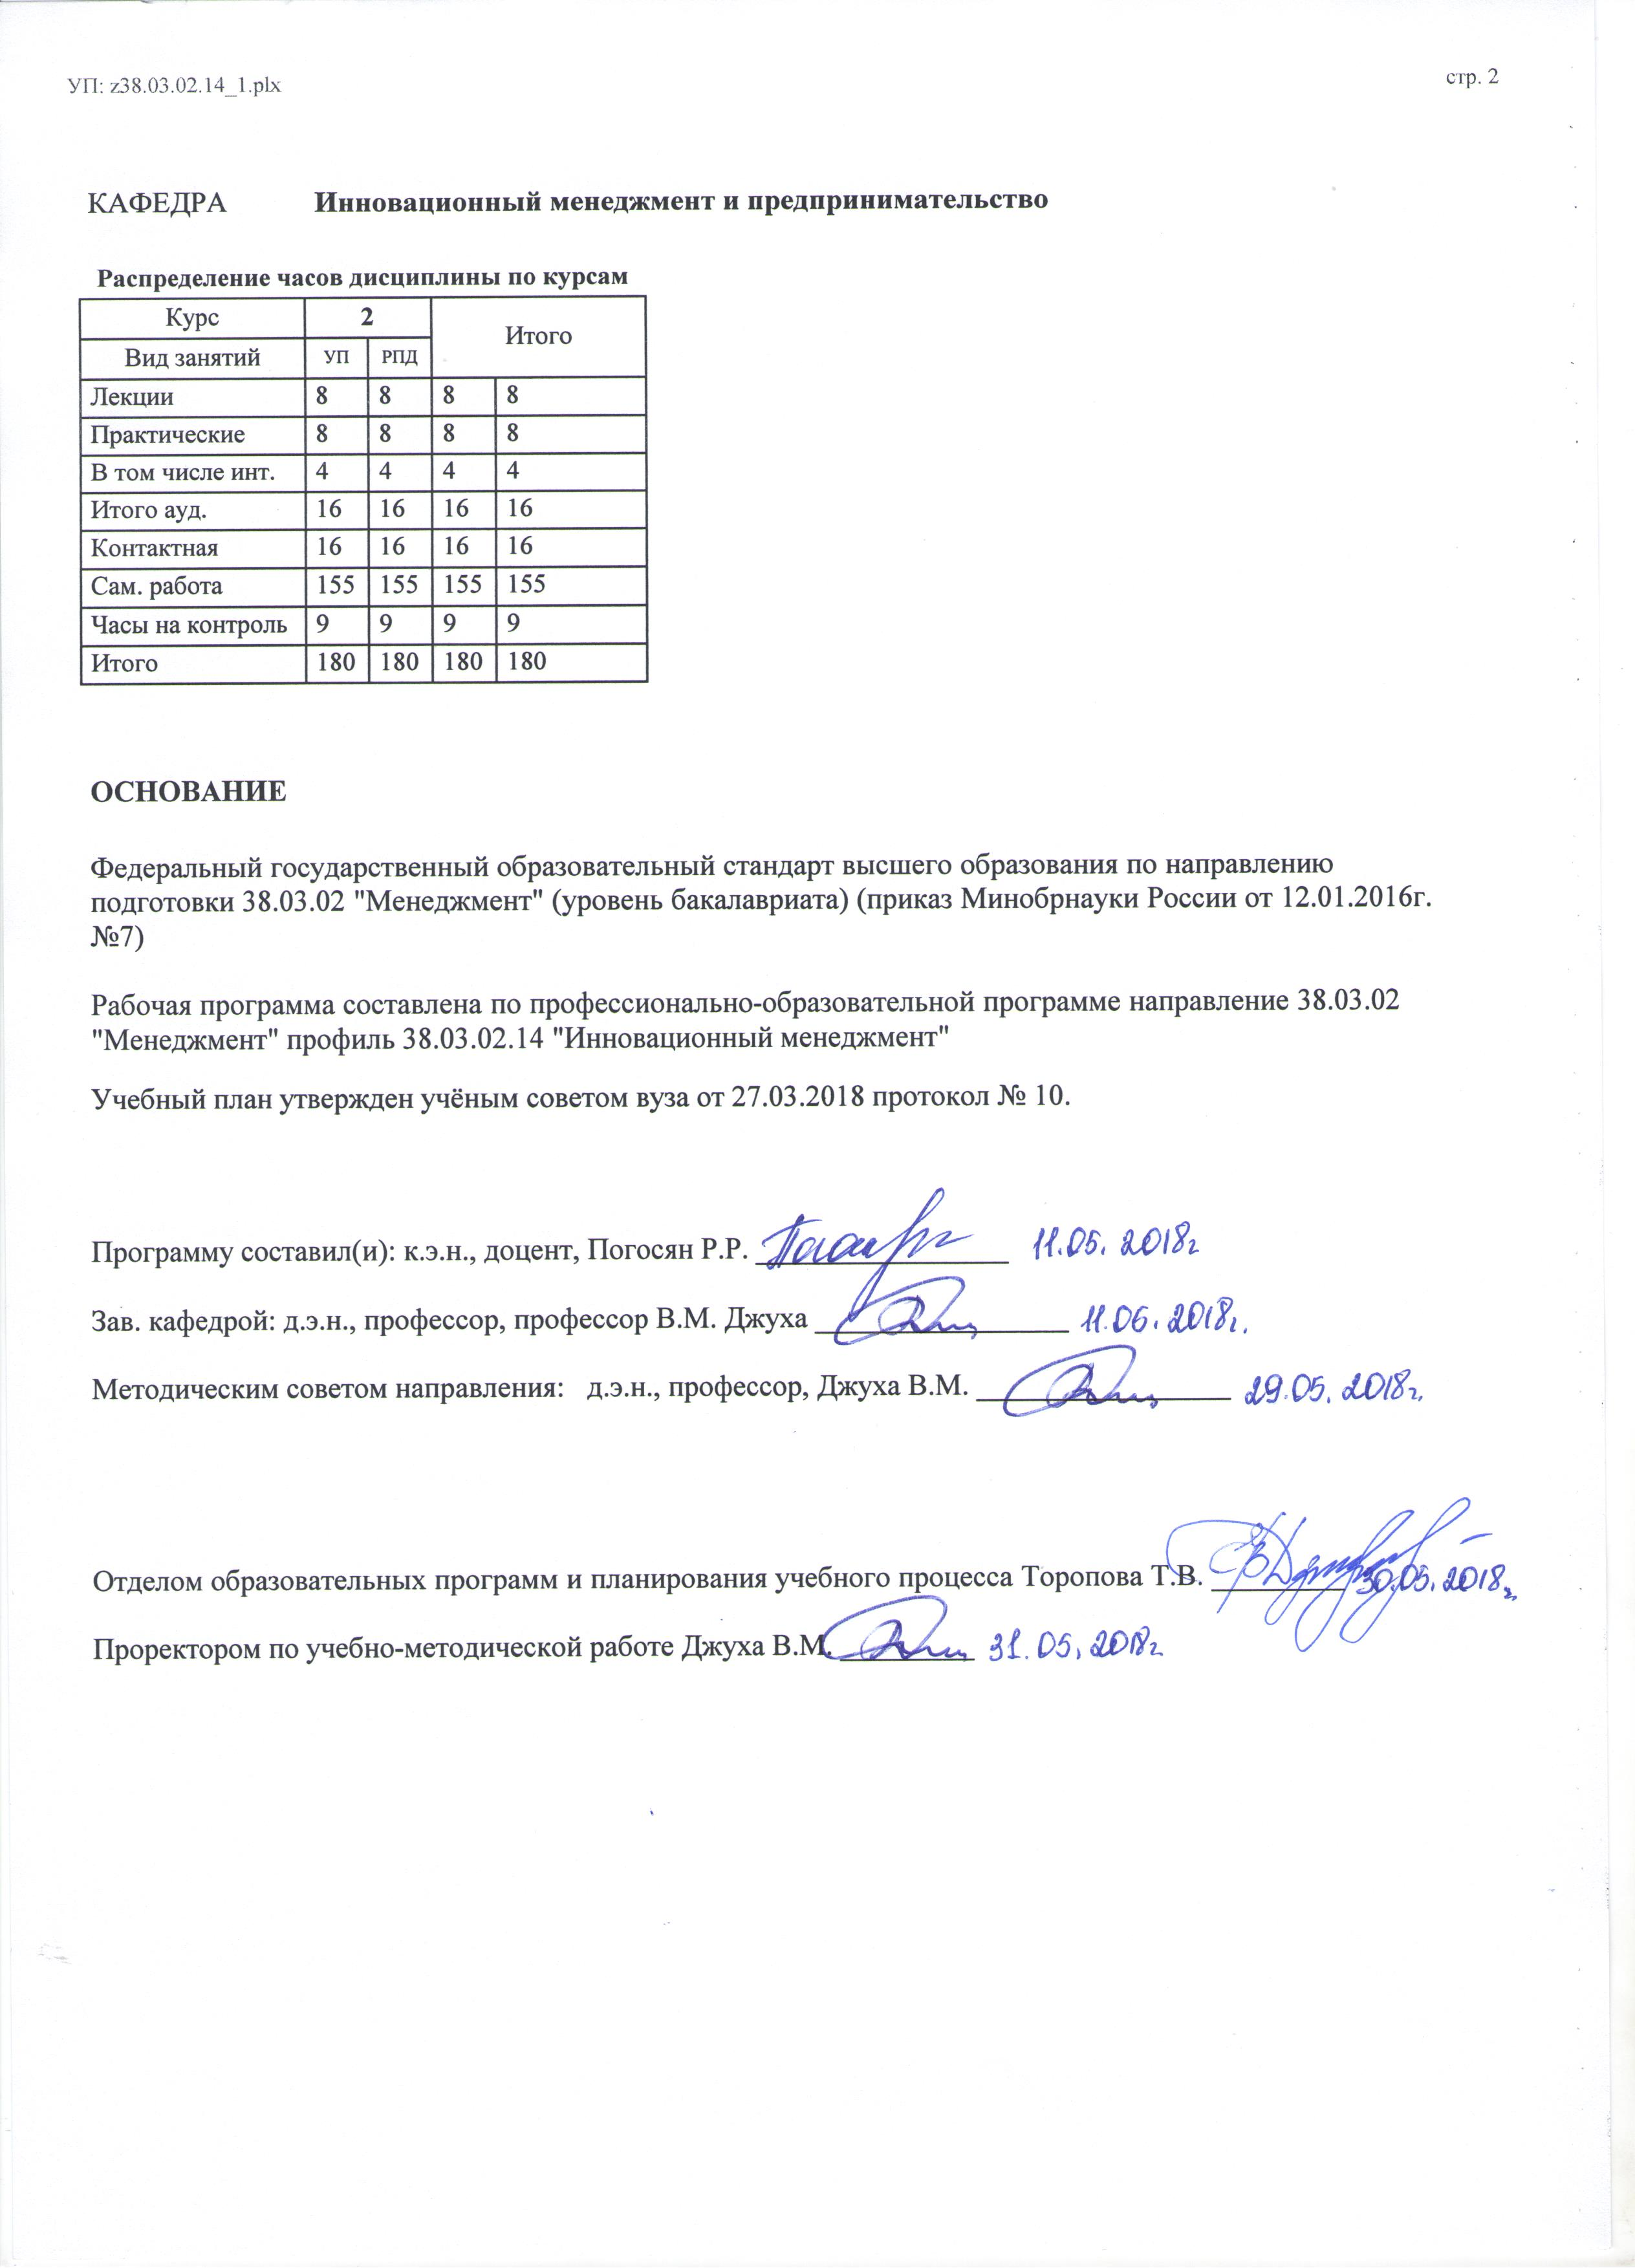 УП: z38.03.02.14_1.plx
стр. 2
КАФЕДРА Инновационный менеджмент и предпринимательство
Распределение часов дисциплины по курсам
Курс 2 Итого
Вид занятий УП РПД
Лекции 8 8 8 8
Практические 8 8 8 8
В том числе инт. 4 4 4 4
Итого ауд. 16 16 16 16
Контактная 16 16 16 16
Сам. работа 155 155 155 155
Часы на контроль 9 9 9 9
Итого 180 180 180 180
ОСНОВАНИЕ
Федеральный государственный образовательный стандарт высшего образования по направлению
подготовки 38.03.02 "Менеджмент" (уровень бакалавриата) (приказ Минобрнауки России от 12.01.2016г.
№7)
Рабочая программа составлена по профессионально-образовательной программе направление 38.03.02
"Менеджмент" профиль 38.03.02.14 "Инновационный менеджмент"
Учебный план утвержден учёным советом вуза от 27.03.2018 протокол № 10.
Программу составил(и): к.э.н., доцент, Погосян Р.Р. 11.05.2018г
Зав. кафедрой: д.э.н., профессор, профессор В.М. Джуха 11.06.2018г.
Методическим советом направления: д.э.н., профессор, Джуха В.М. 29.05.2018г.
Отделом образовательных программ и планирования учебного процесса Торопова Т.В. 30.05.2018г.
Проректором по учебно-методической работе Джуха В.М. 31.05.2018г.